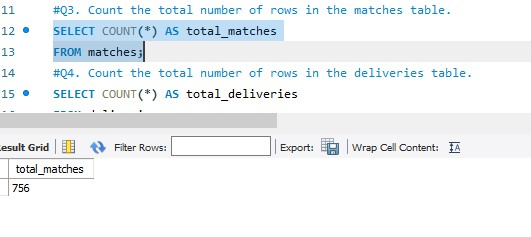 11 #Q3. Count the total number of rows in the matches table.
12 SELECT COUNT(*) AS total_matches
13 FROM matches;
14 #Q4. Count the total number of rows in the deliveries table.
15 SELECT COUNT(*) AS total_deliveries
Result Grid Filter Rows: Export: Wrap Cell Content: IA
total_matches
756